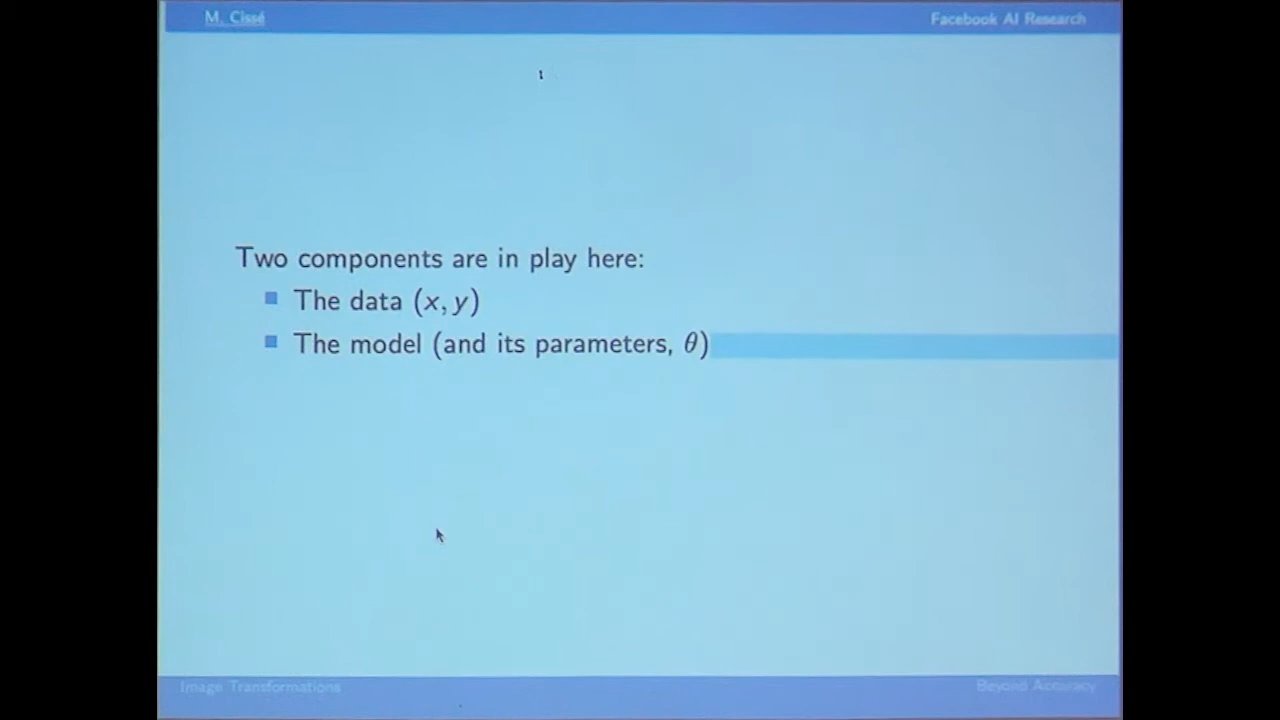 M. Cissé
Facebook AI Research
Two components are in play here:
The data (x, y)
The model (and its parameters, θ)
Image Transformations
Beyond Accuracy